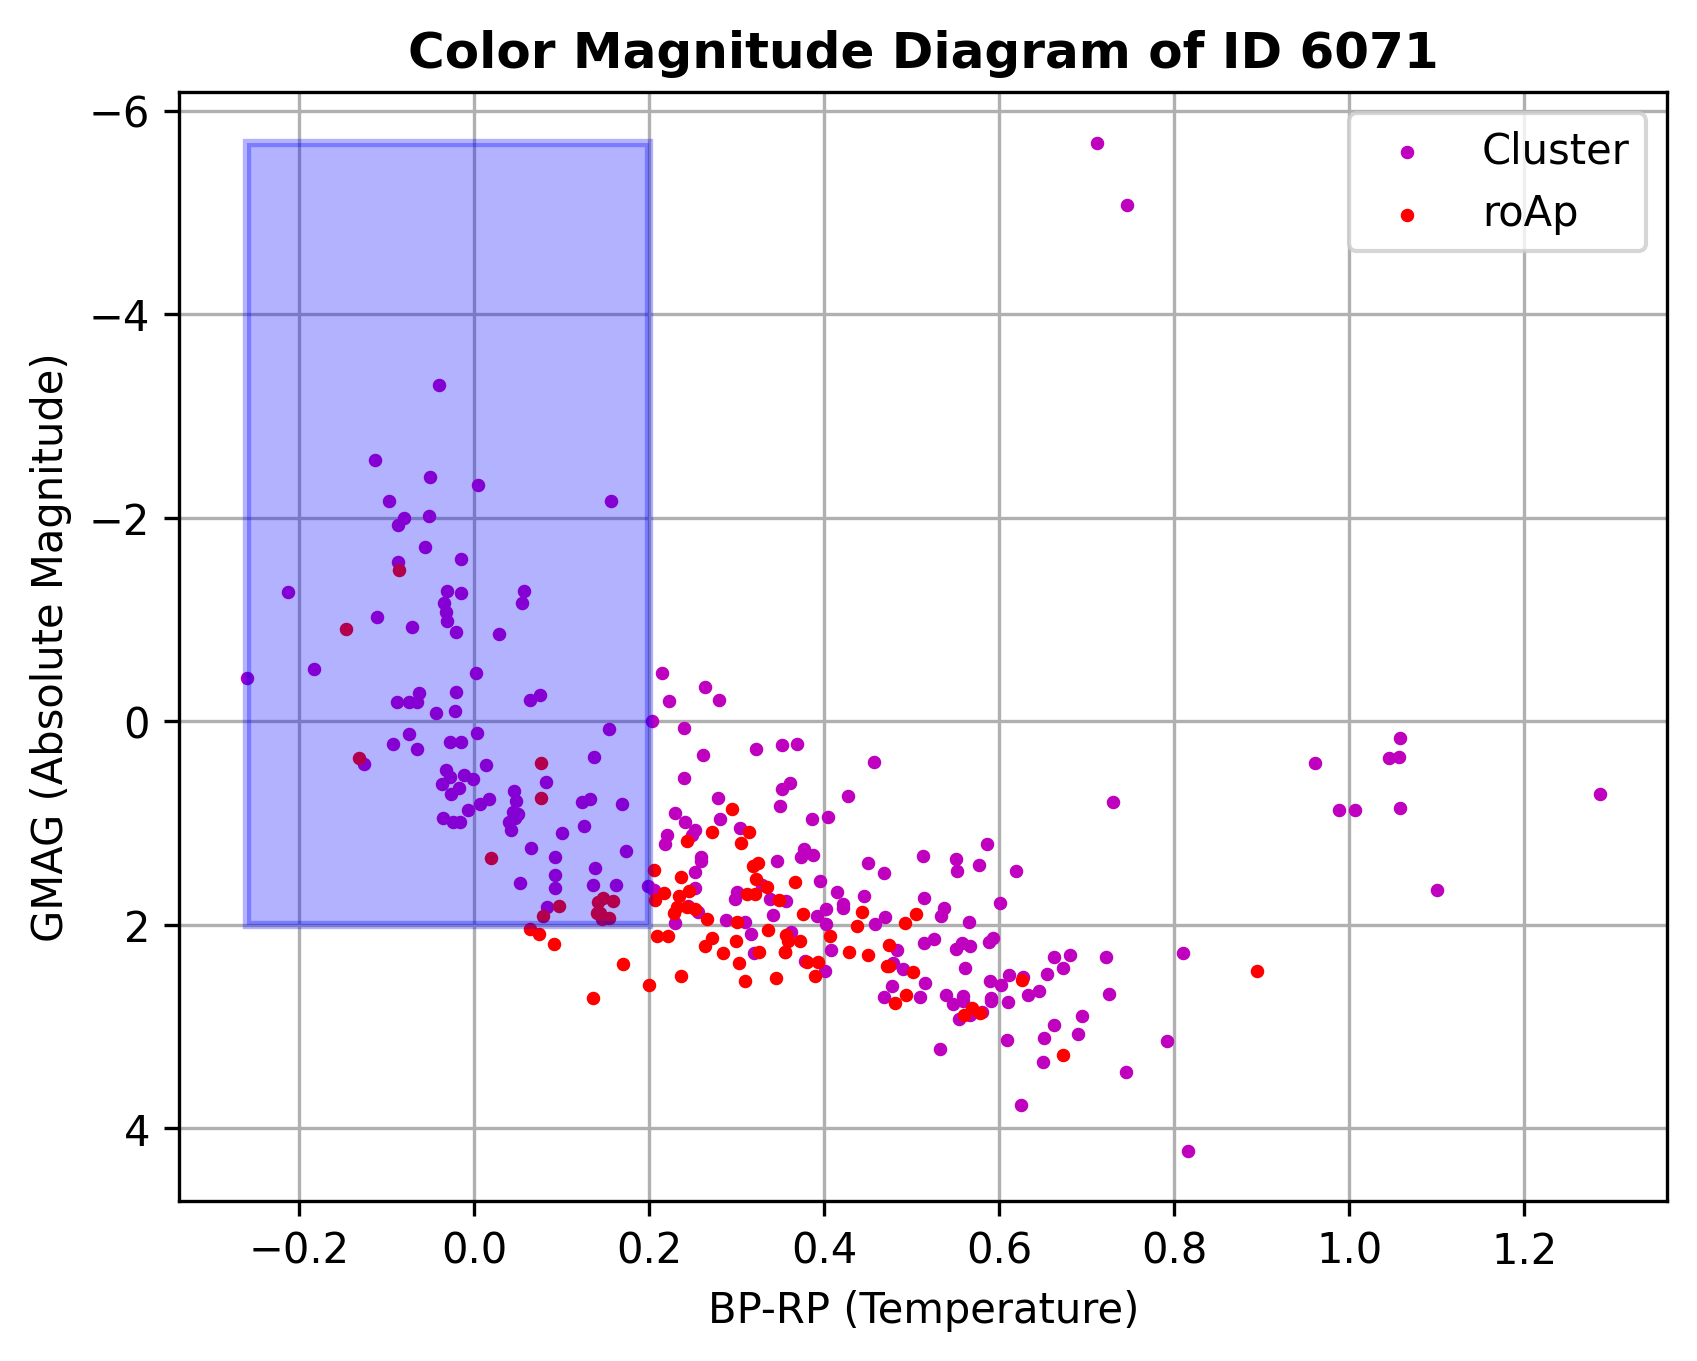 Color Magnitude Diagram of ID 6071
Cluster
roAp
GMAG (Absolute Magnitude)
−6
−4
−2
0
2
4
−0.2 0.0 0.2 0.4 0.6 0.8 1.0 1.2
BP-RP (Temperature)